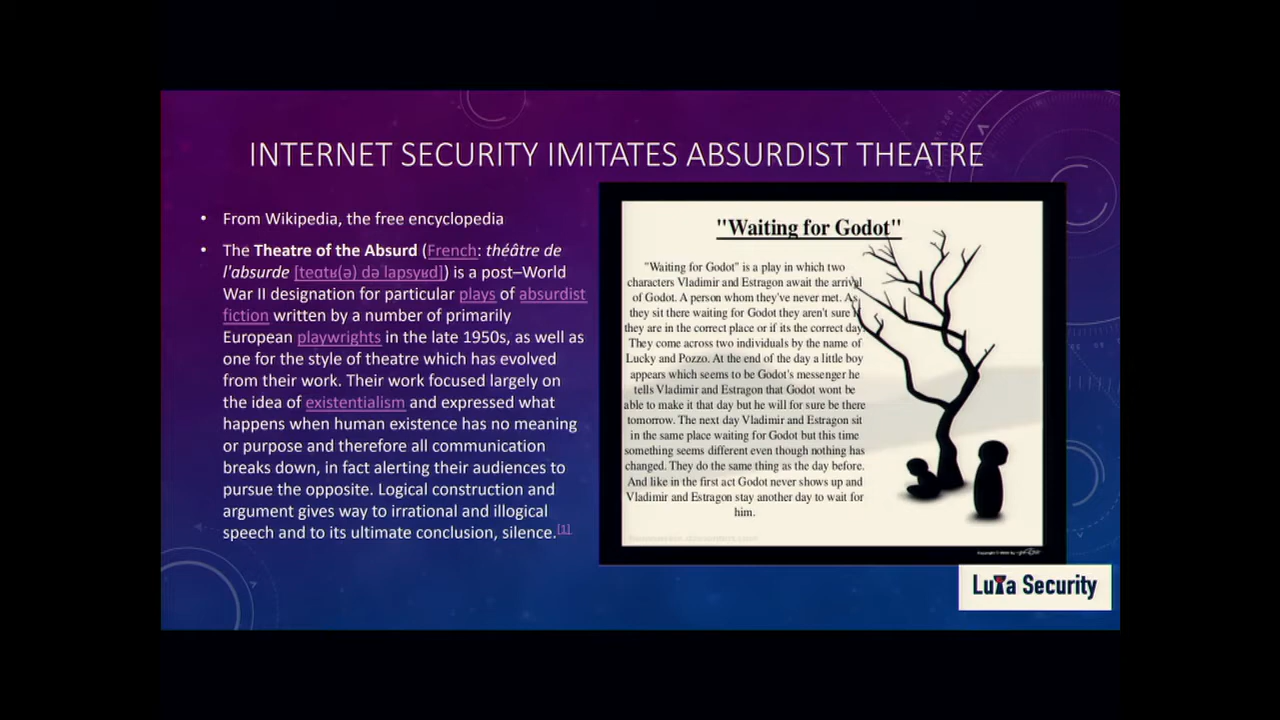 INTERNET SECURITY IMITATES ABSURDIST THEATRE
• From Wikipedia, the free encyclopedia
• The Theatre of the Absurd (French: théâtre de
l'absurde [teɑtʁ(ə) də lapsyʁd]) is a post–World
War II designation for particular plays of absurdist
fiction written by a number of primarily
European playwrights in the late 1950s, as well as
one for the style of theatre which has evolved
from their work. Their work focused largely on
the idea of existentialism and expressed what
happens when human existence has no meaning
or purpose and therefore all communication
breaks down, in fact alerting their audiences to
pursue the opposite. Logical construction and
argument gives way to irrational and illogical
speech and to its ultimate conclusion, silence.[1]
"Waiting for Godot"
"Waiting for Godot" is a play in which two
characters Vladimir and Estragon await the arrival
of Godot. A person whom they've never met. As
they sit there waiting for Godot they aren't sure if
they are in the correct place or if its the correct day.
They come across two individuals by the name of
Lucky and Pozzo. At the end of the day a little boy
appears which seems to be Godot's messenger he
tells Vladimir and Estragon that Godot wont be
able to make it that day but he will for sure be there
tomorrow. The next day Vladimir and Estragon sit
in the same place waiting for Godot but this time
something seems different even though nothing has
changed. They do the same thing as the day before.
And like in the first act Godot never shows up and
Vladimir and Estragon stay another day to wait for
him.
Luta Security